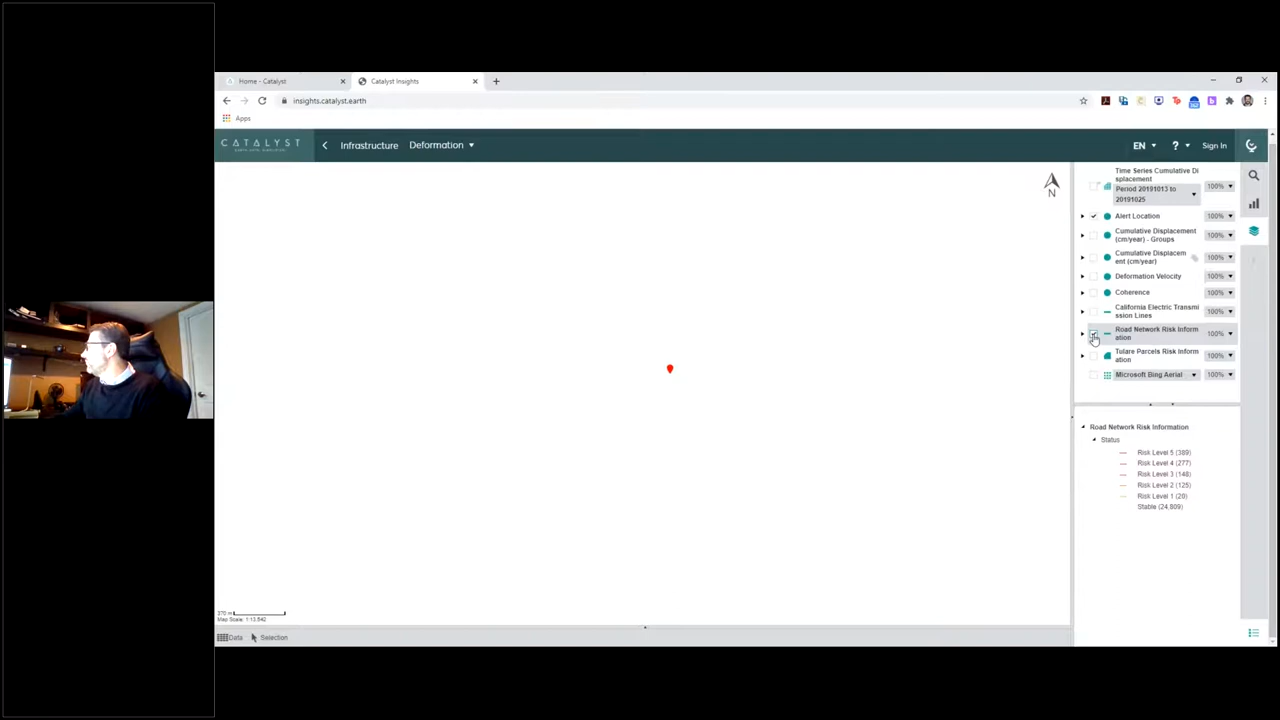 Home - Catalyst
Catalyst Insights
insights.catalyst.earth
Apps
CATALYST
Infrastructure
Deformation
EN
?
Sign In
N
Time Series Cumulative Di
splacement
Period 20191013 to
20191025
100%
Alert Location
100%
Cumulative Displacement
(cm/year) - Groups
100%
Cumulative Displacem
ent (cm/year)
100%
Deformation Velocity
100%
Coherence
100%
California Electric Transmi
ssion Lines
100%
Road Network Risk Inform
ation
100%
Tulare Parcels Risk Inform
ation
100%
Microsoft Bing Aerial
100%
Road Network Risk Information
Status
Risk Level 5 (389)
Risk Level 4 (277)
Risk Level 3 (148)
Risk Level 2 (125)
Risk Level 1 (20)
Stable (24,809)
Map Scale: 1:13,542
Data
Selection